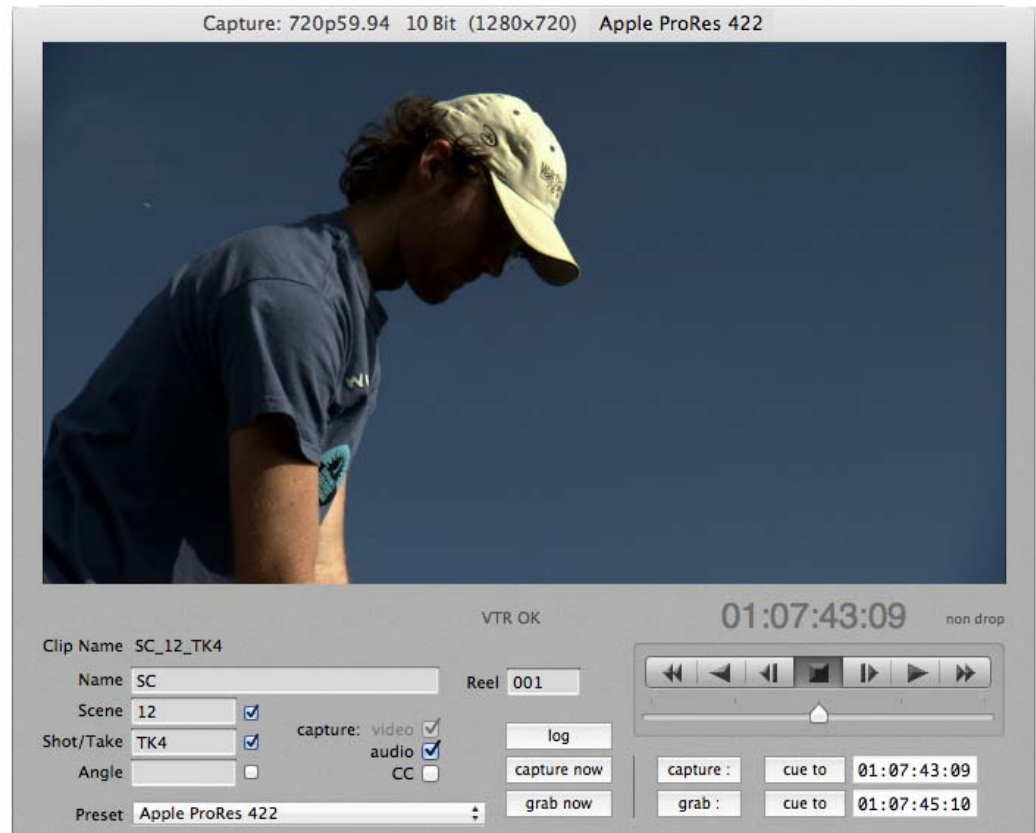 Capture: 720p59.94 10 Bit (1280x720) Apple ProRes 422
VTR OK
01:07:43:09
non drop
Clip Name SC_12_TK4
Name SC
Reel 001
Scene 12
Shot/Take TK4
Angle
capture: video
audio
CC
Preset Apple ProRes 422
log
capture now
grab now
capture : cue to 01:07:43:09
grab : cue to 01:07:45:10